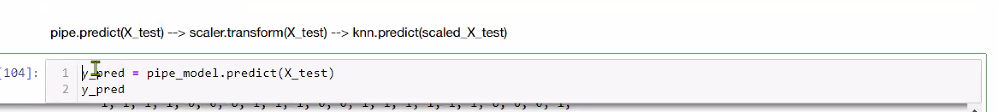 pipe.predict(X_test) --> scaler.transform(X_test) --> knn.predict(scaled_X_test)
[104]:
1 y_pred = pipe_model.predict(X_test)
2 y_pred